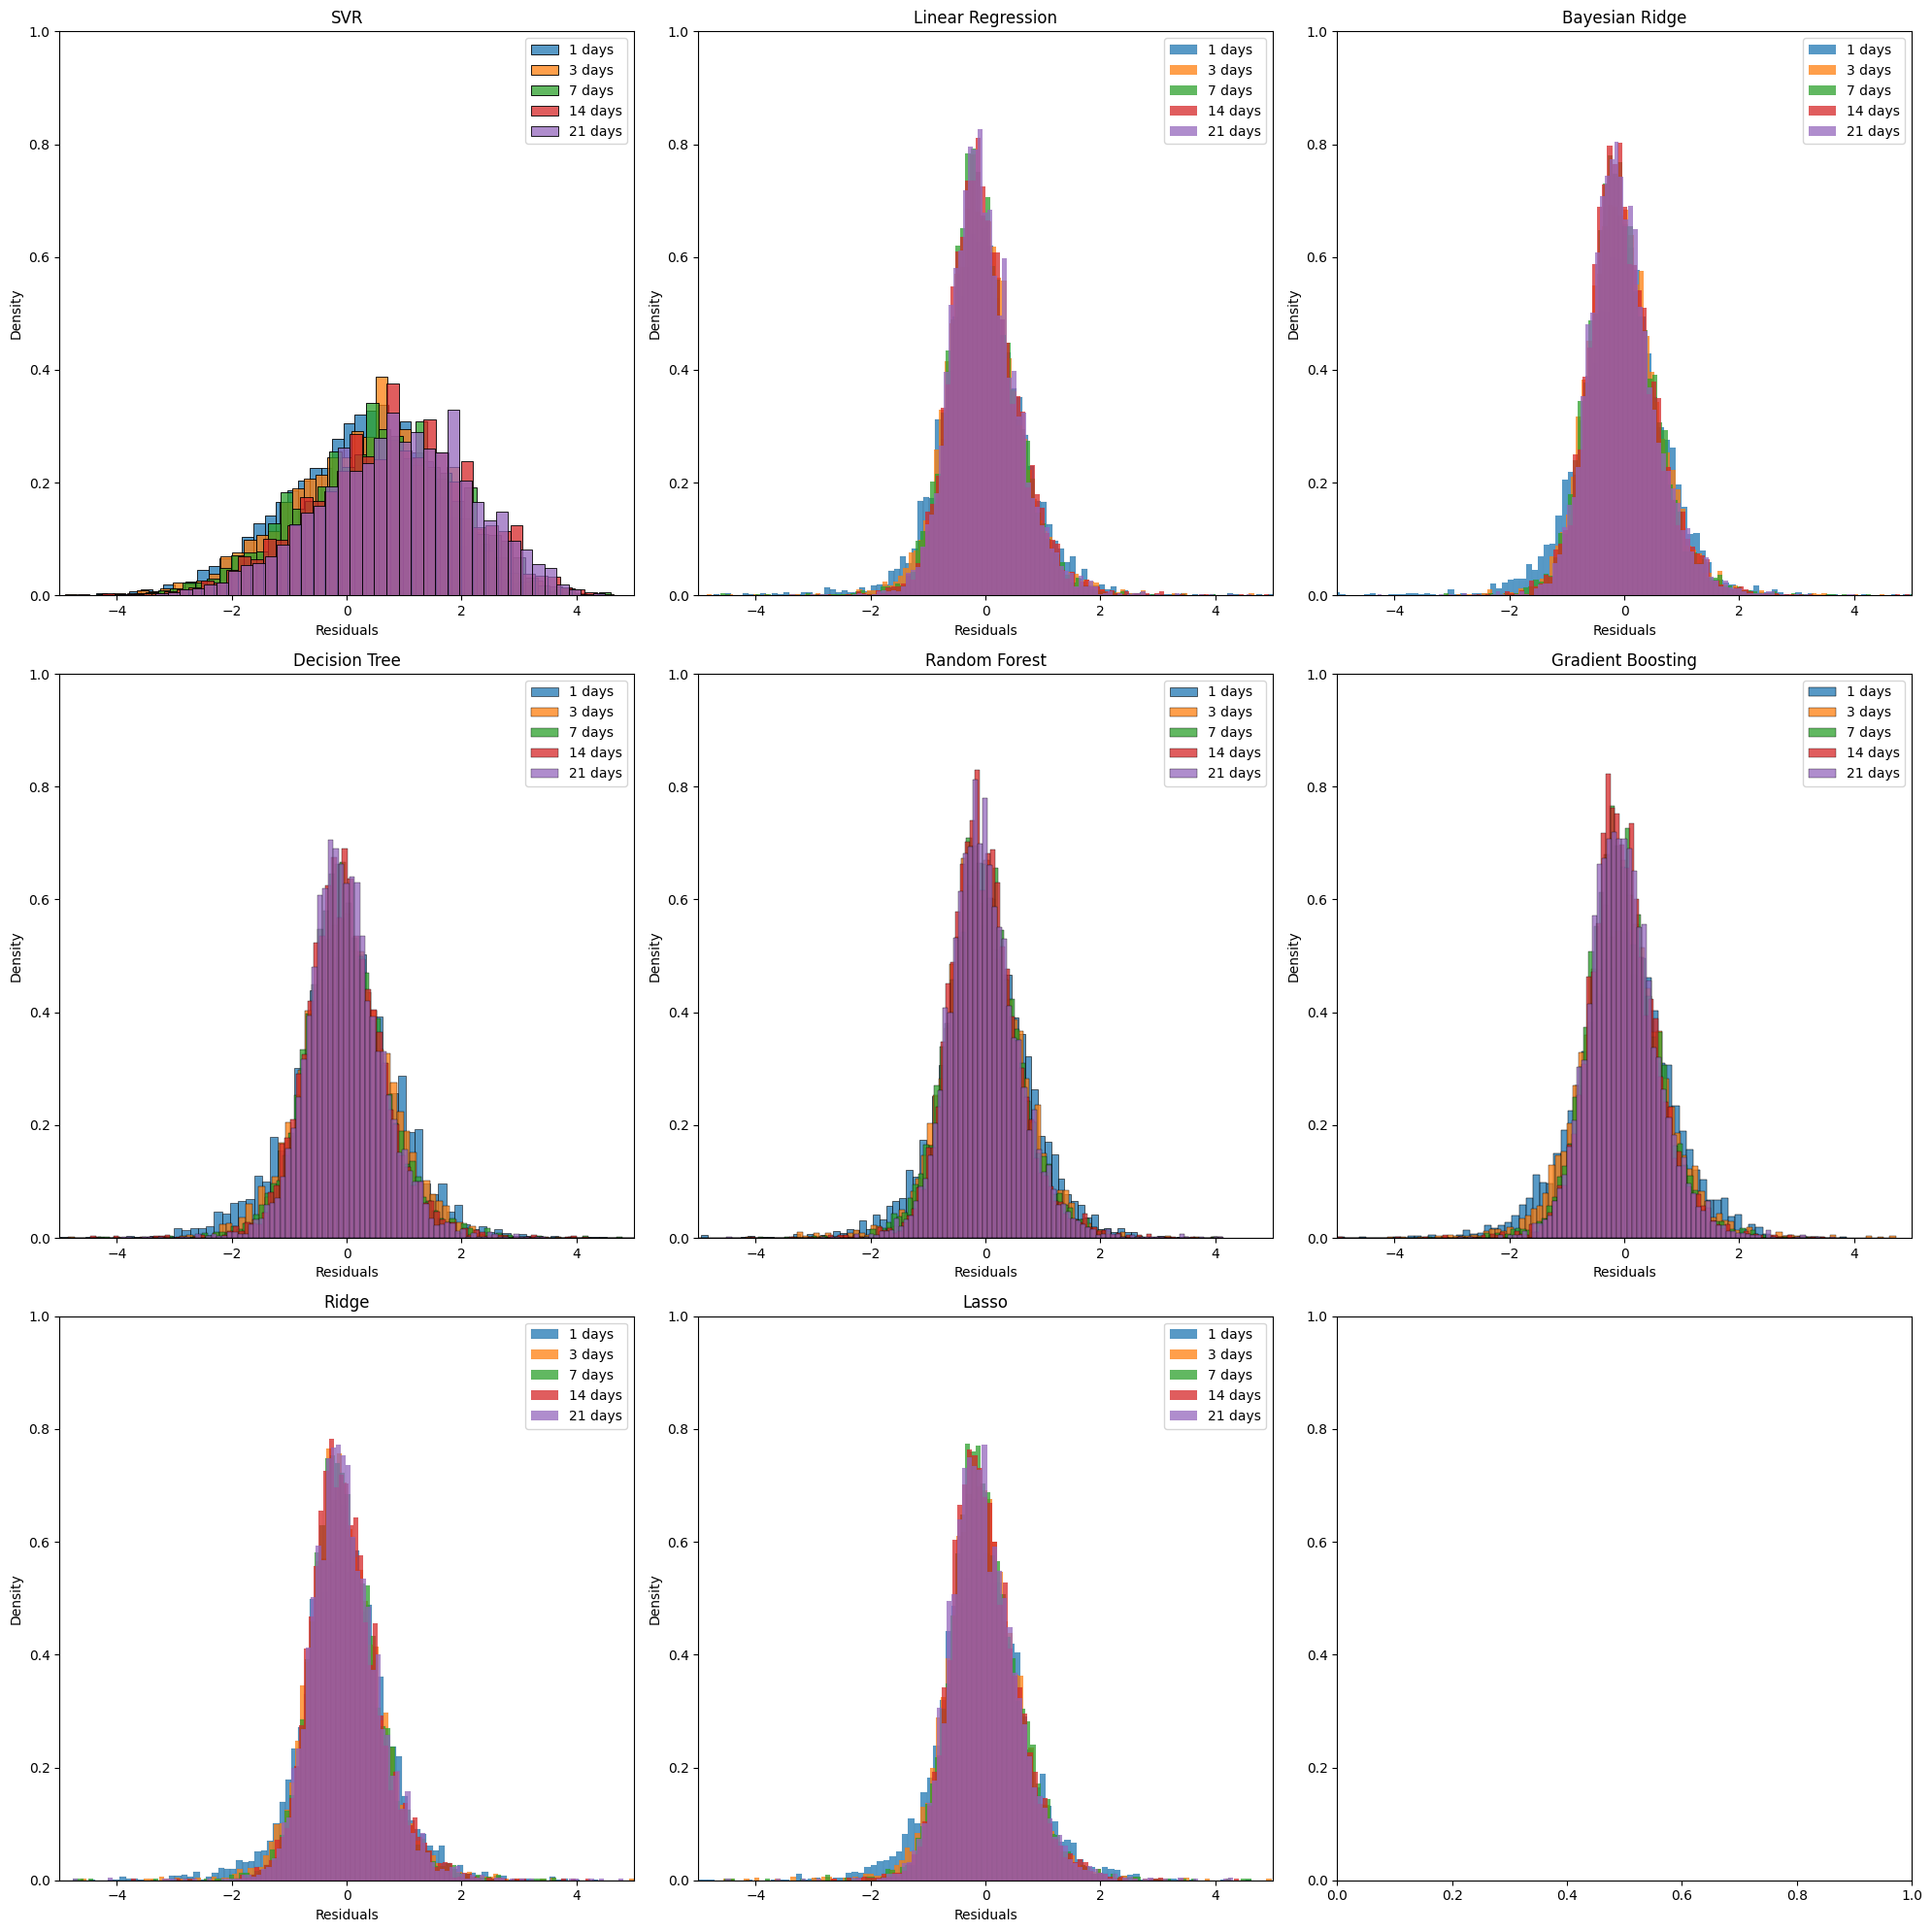 SVR
Linear Regression
Bayesian Ridge
1.0
0.8
0.6
0.4
0.2
0.0
Density
−4
−2
0
2
4
Residuals
1 days
3 days
7 days
14 days
21 days
1.0
0.8
0.6
0.4
0.2
0.0
Density
−4
−2
0
2
4
Residuals
1 days
3 days
7 days
14 days
21 days
1.0
0.8
0.6
0.4
0.2
0.0
Density
−4
−2
0
2
4
Residuals
1 days
3 days
7 days
14 days
21 days
Decision Tree
Random Forest
Gradient Boosting
1.0
0.8
0.6
0.4
0.2
0.0
Density
−4
−2
0
2
4
Residuals
1 days
3 days
7 days
14 days
21 days
1.0
0.8
0.6
0.4
0.2
0.0
Density
−4
−2
0
2
4
Residuals
1 days
3 days
7 days
14 days
21 days
1.0
0.8
0.6
0.4
0.2
0.0
Density
−4
−2
0
2
4
Residuals
1 days
3 days
7 days
14 days
21 days
Ridge
Lasso
1.0
0.8
0.6
0.4
0.2
0.0
Density
−4
−2
0
2
4
Residuals
1 days
3 days
7 days
14 days
21 days
1.0
0.8
0.6
0.4
0.2
0.0
Density
−4
−2
0
2
4
Residuals
1 days
3 days
7 days
14 days
21 days
1.0
0.8
0.6
0.4
0.2
0.0
0.0
0.2
0.4
0.6
0.8
1.0